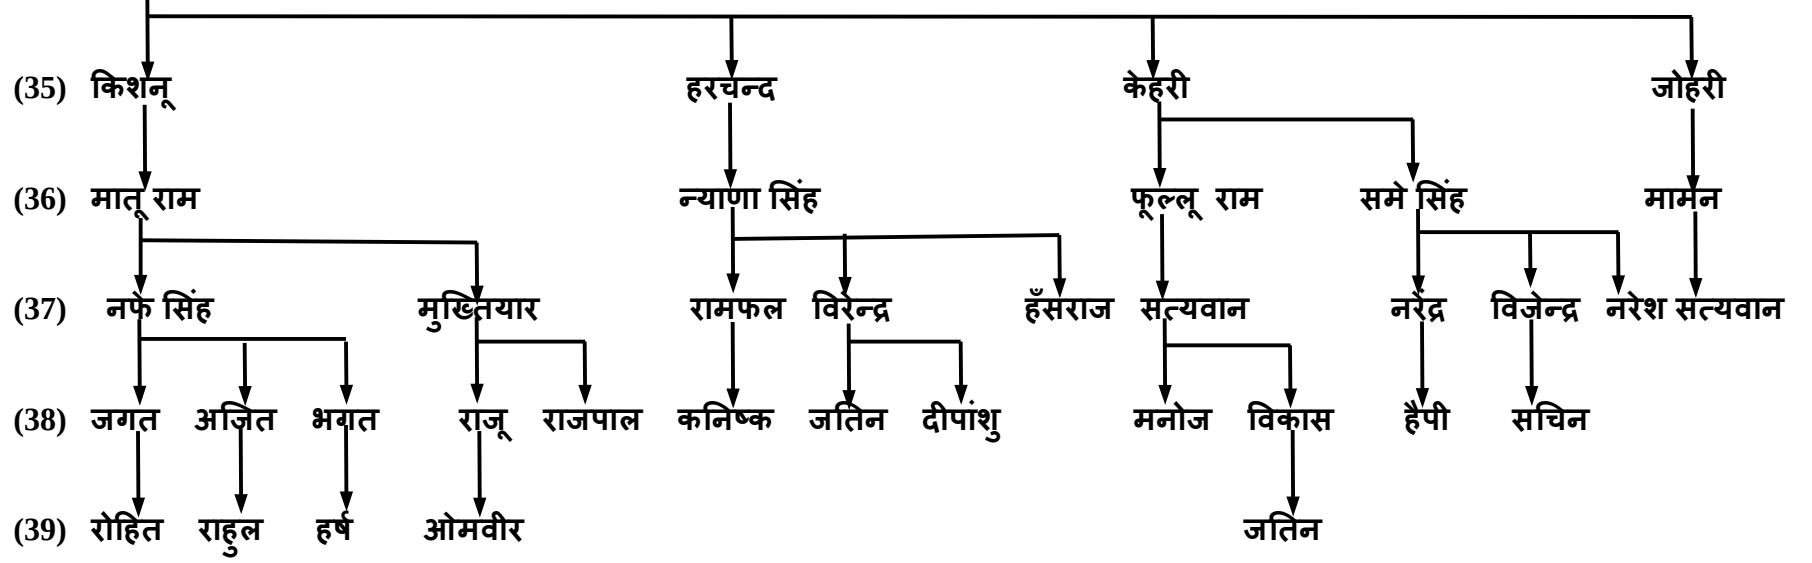 (35) किशनू हरचन्द केहरी जोहरी
(36) मातू राम न्याणा सिंह फूल्लू राम समे सिंह मामन
(37) नफे सिंह मुख्तियार रामफल विरेन्द्र हँसराज सत्यवान नरेंद्र विजेन्द्र नरेश सत्यवान
(38) जगत अजित भगत राजू राजपाल कनिष्क जतिन दीपांशु मनोज विकास हैपी सचिन
(39) रोहित राहुल हर्ष ओमवीर जतिन